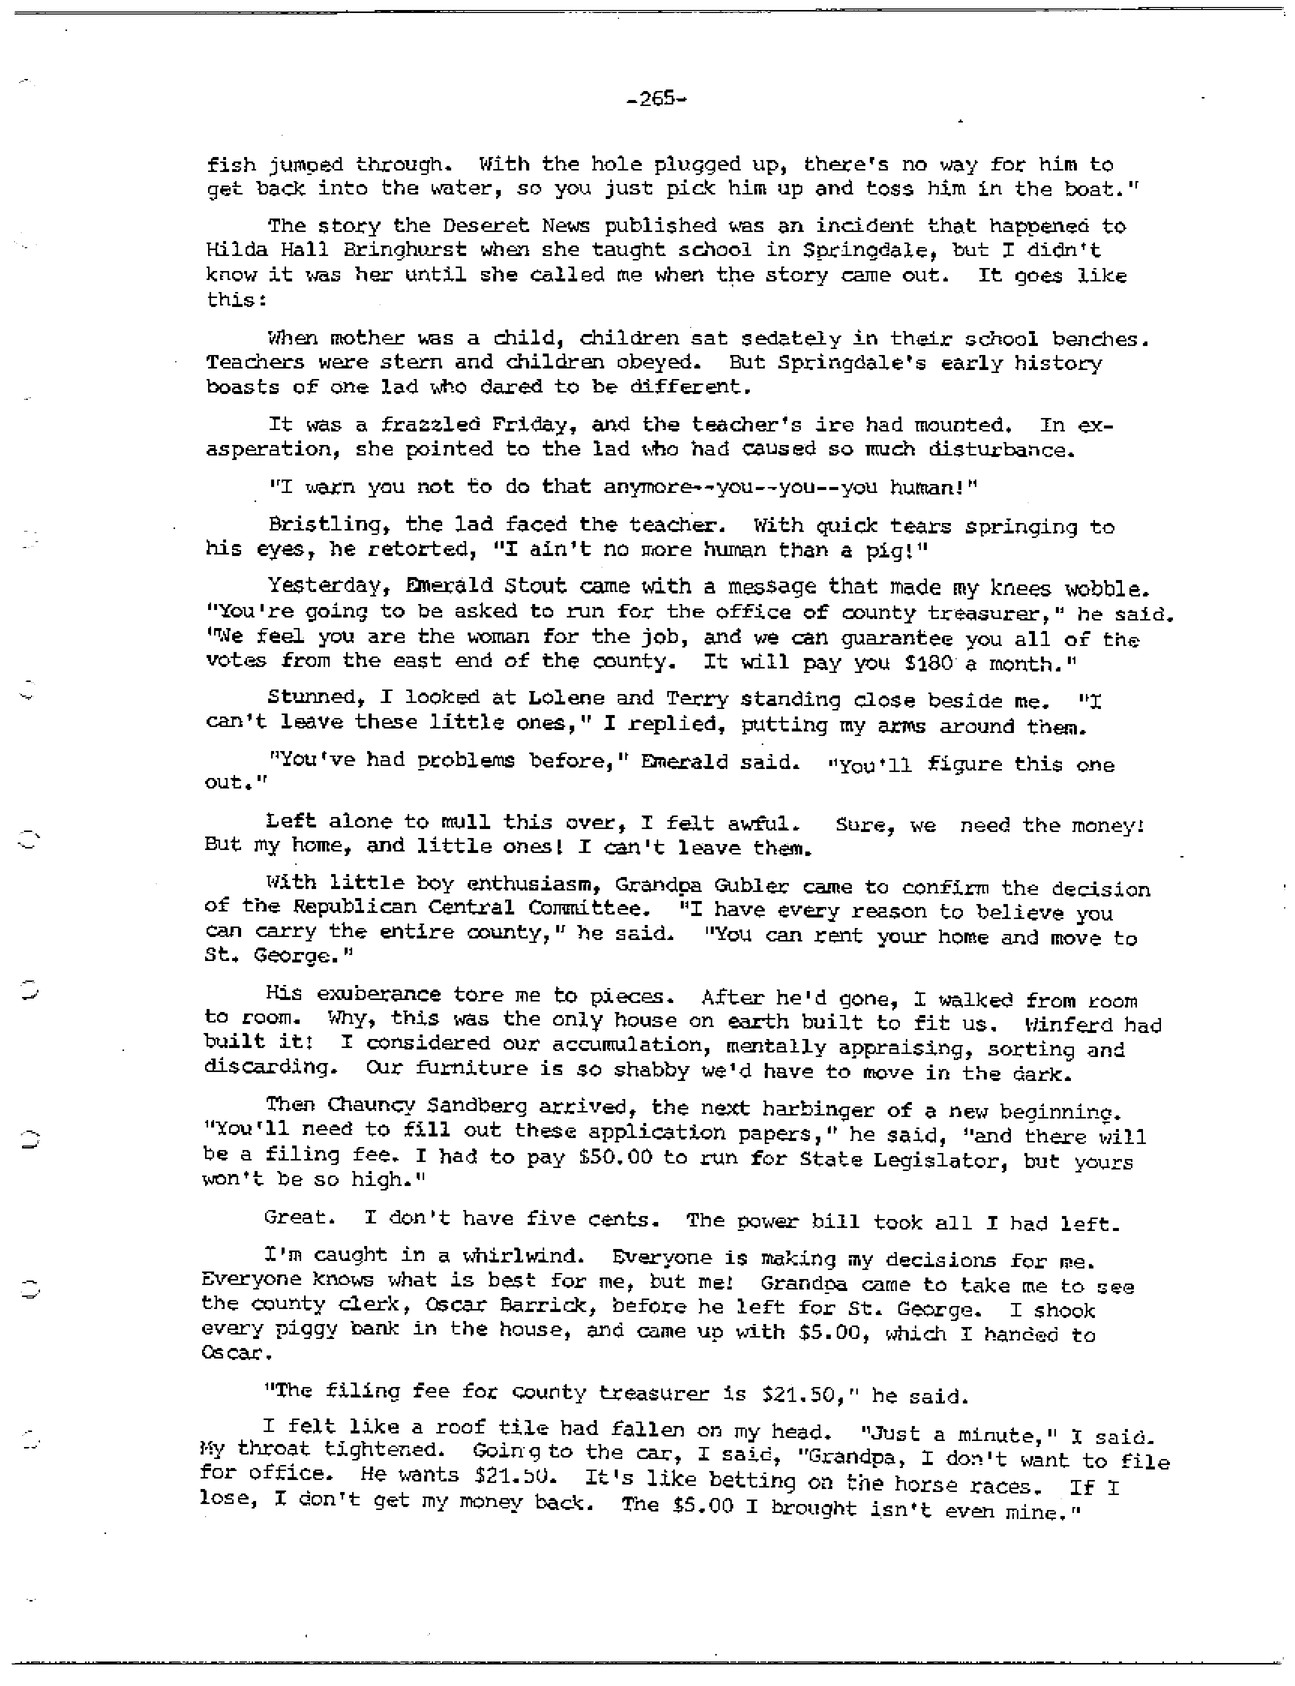 -265-
fish jumped through. With the hole plugged up, there's no way for him to
get back into the water, so you just pick him up and toss him in the boat."
The story the Deseret News published was an incident that happened to
Hilda Hall Bringhurst when she taught school in Springdale, but I didn't
know it was her until she called me when the story came out. It goes like
this:
When mother was a child, children sat sedately in their school benches.
Teachers were stern and children obeyed. But Springdale's early history
boasts of one lad who dared to be different.
It was a frazzled Friday, and the teacher's ire had mounted. In ex-
asperation, she pointed to the lad who had caused so much disturbance.
"I warn you not to do that anymore--you--you--you human!"
Bristling, the lad faced the teacher. With quick tears springing to
his eyes, he retorted, "I ain't no more human than a pig!"
Yesterday, Emerald Stout came with a message that made my knees wobble.
"You're going to be asked to run for the office of county treasurer," he said.
"We feel you are the woman for the job, and we can guarantee you all of the
votes from the east end of the county. It will pay you $180 a month."
Stunned, I looked at Lolene and Terry standing close beside me. "I
can't leave these little ones," I replied, putting my arms around them.
"You've had problems before," Emerald said. "You'll figure this one
out."
Left alone to mull this over, I felt awful. Sure, we need the money!
But my home, and little ones! I can't leave them.
With little boy enthusiasm, Grandpa Gubler came to confirm the decision
of the Republican Central Committee. "I have every reason to believe you
can carry the entire county," he said. "You can rent your home and move to
St. George."
His exuberance tore me to pieces. After he'd gone, I walked from room
to room. Why, this was the only house on earth built to fit us. Winferd had
built it! I considered our accumulation, mentally appraising, sorting and
discarding. Our furniture is so shabby we'd have to move in the dark.
Then Chauncy Sandberg arrived, the next harbinger of a new beginning.
"You'll need to fill out these application papers," he said, "and there will
be a filing fee. I had to pay $50.00 to run for State Legislator, but yours
won't be so high."
Great. I don't have five cents. The power bill took all I had left.
I'm caught in a whirlwind. Everyone is making my decisions for me.
Everyone knows what is best for me, but me! Grandpa came to take me to see
the county clerk, Oscar Barrick, before he left for St. George. I shook
every piggy bank in the house, and came up with $5.00, which I handed to
Oscar.
"The filing fee for county treasurer is $21.50," he said.
I felt like a roof tile had fallen on my head. "Just a minute," I said.
My throat tightened. Going to the car, I said, "Grandpa, I don't want to file
for office. He wants $21.50. It's like betting on the horse races. If I
lose, I don't get my money back. The $5.00 I brought isn't even mine."